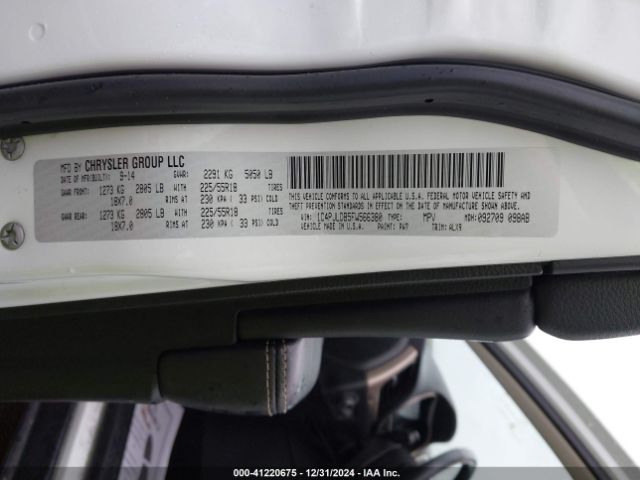 MFD BY CHRYSLER GROUP LLC
DATE OF MFR(BUILT): 9-14 GVWR: 2291 KG 5050 LB
GAWR FRONT: 1273 KG 2805 LB WITH 225/55R18 TIRES
18X7.0 RIMS AT 230 KPA ( 33 PSI) COLD
GAWR REAR: 1273 KG 2805 LB WITH 225/55R18 TIRES
18X7.0 RIMS AT 230 KPA ( 33 PSI) COLD
THIS VEHICLE CONFORMS TO ALL APPLICABLE U.S.A. FEDERAL MOTOR VEHICLE SAFETY AND
THEFT PREVENTION STANDARDS IN EFFECT ON THE DATE OF MANUFACTURE SHOWN ABOVE.
VIN: 1C4PJLCB5FW566380 TYPE: MPV MDH: 092709 098AB
VEHICLE MADE IN U.S.A. PAINT: PW7 TRIM: ALX9
000-41220675 - 12/31/2024 - IAA Inc.